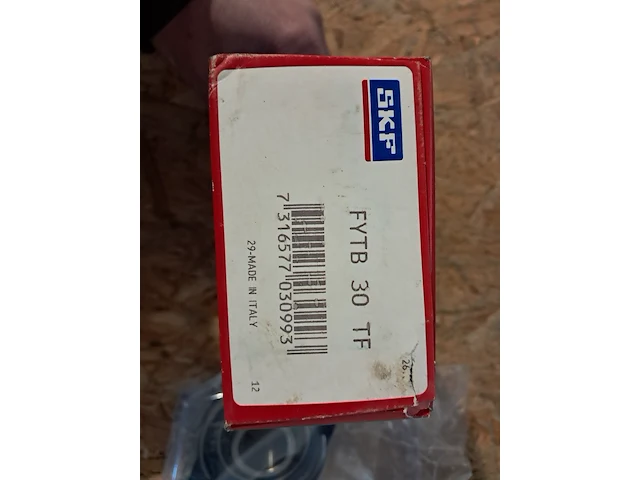 SKF
FYTB 30 TF
7 316577 030993
29-MADE IN ITALY
12